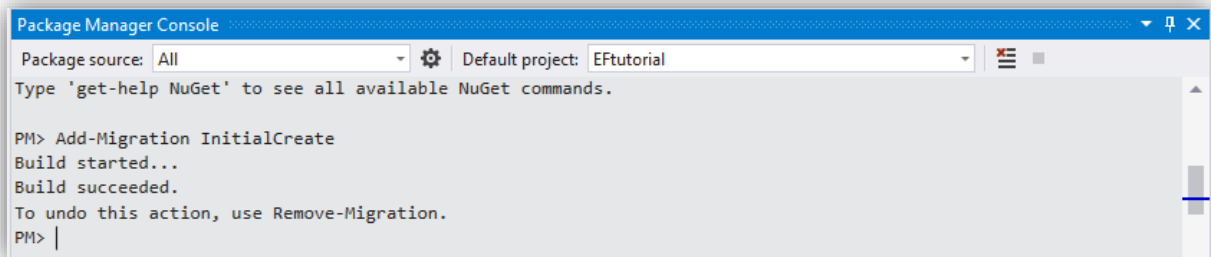 Package Manager Console
Package source: All Default project: EFtutorial
Type 'get-help NuGet' to see all available NuGet commands.
PM> Add-Migration InitialCreate
Build started...
Build succeeded.
To undo this action, use Remove-Migration.
PM>